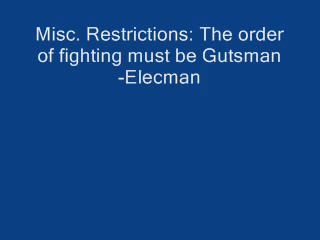 Misc. Restrictions: The order
of fighting must be Gutsman
-Elecman